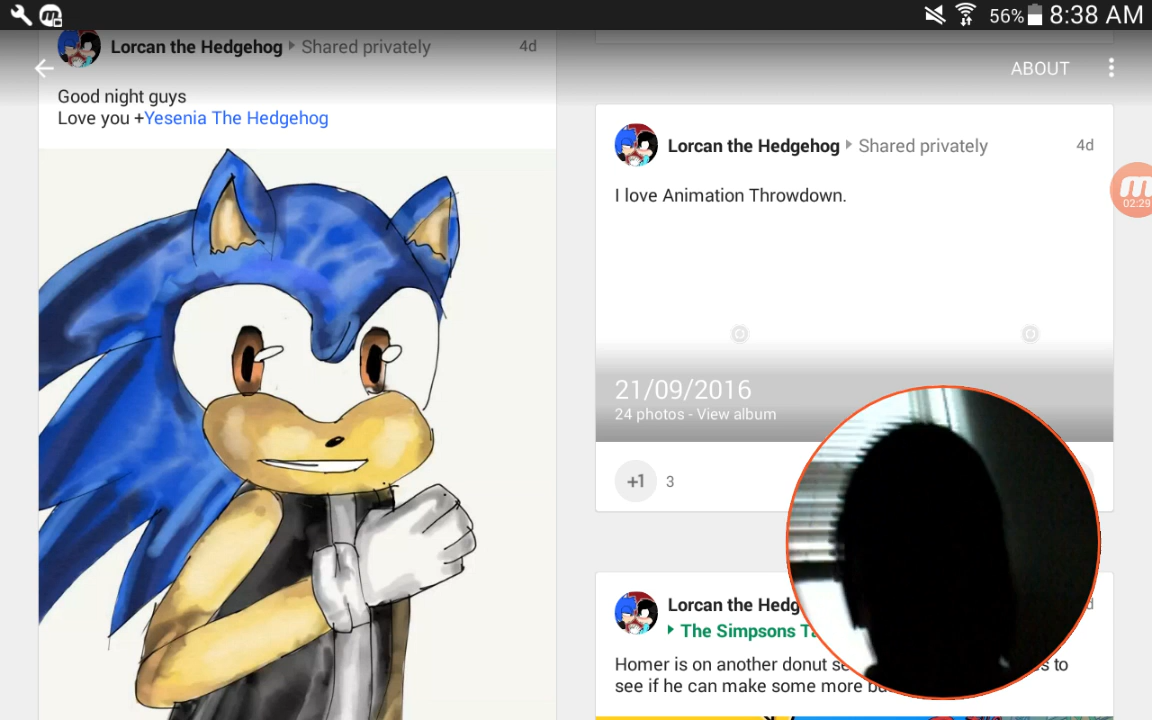 56% 8:38 AM
Lorcan the Hedgehog Shared privately 4d
Good night guys
Love you +Yesenia The Hedgehog
ABOUT
Lorcan the Hedgehog Shared privately 4d
I love Animation Throwdown.
21/09/2016
24 photos - View album
+1 3
02:29
Lorcan the
The Simpsons
Homer is on another donut to
see if he can make some more